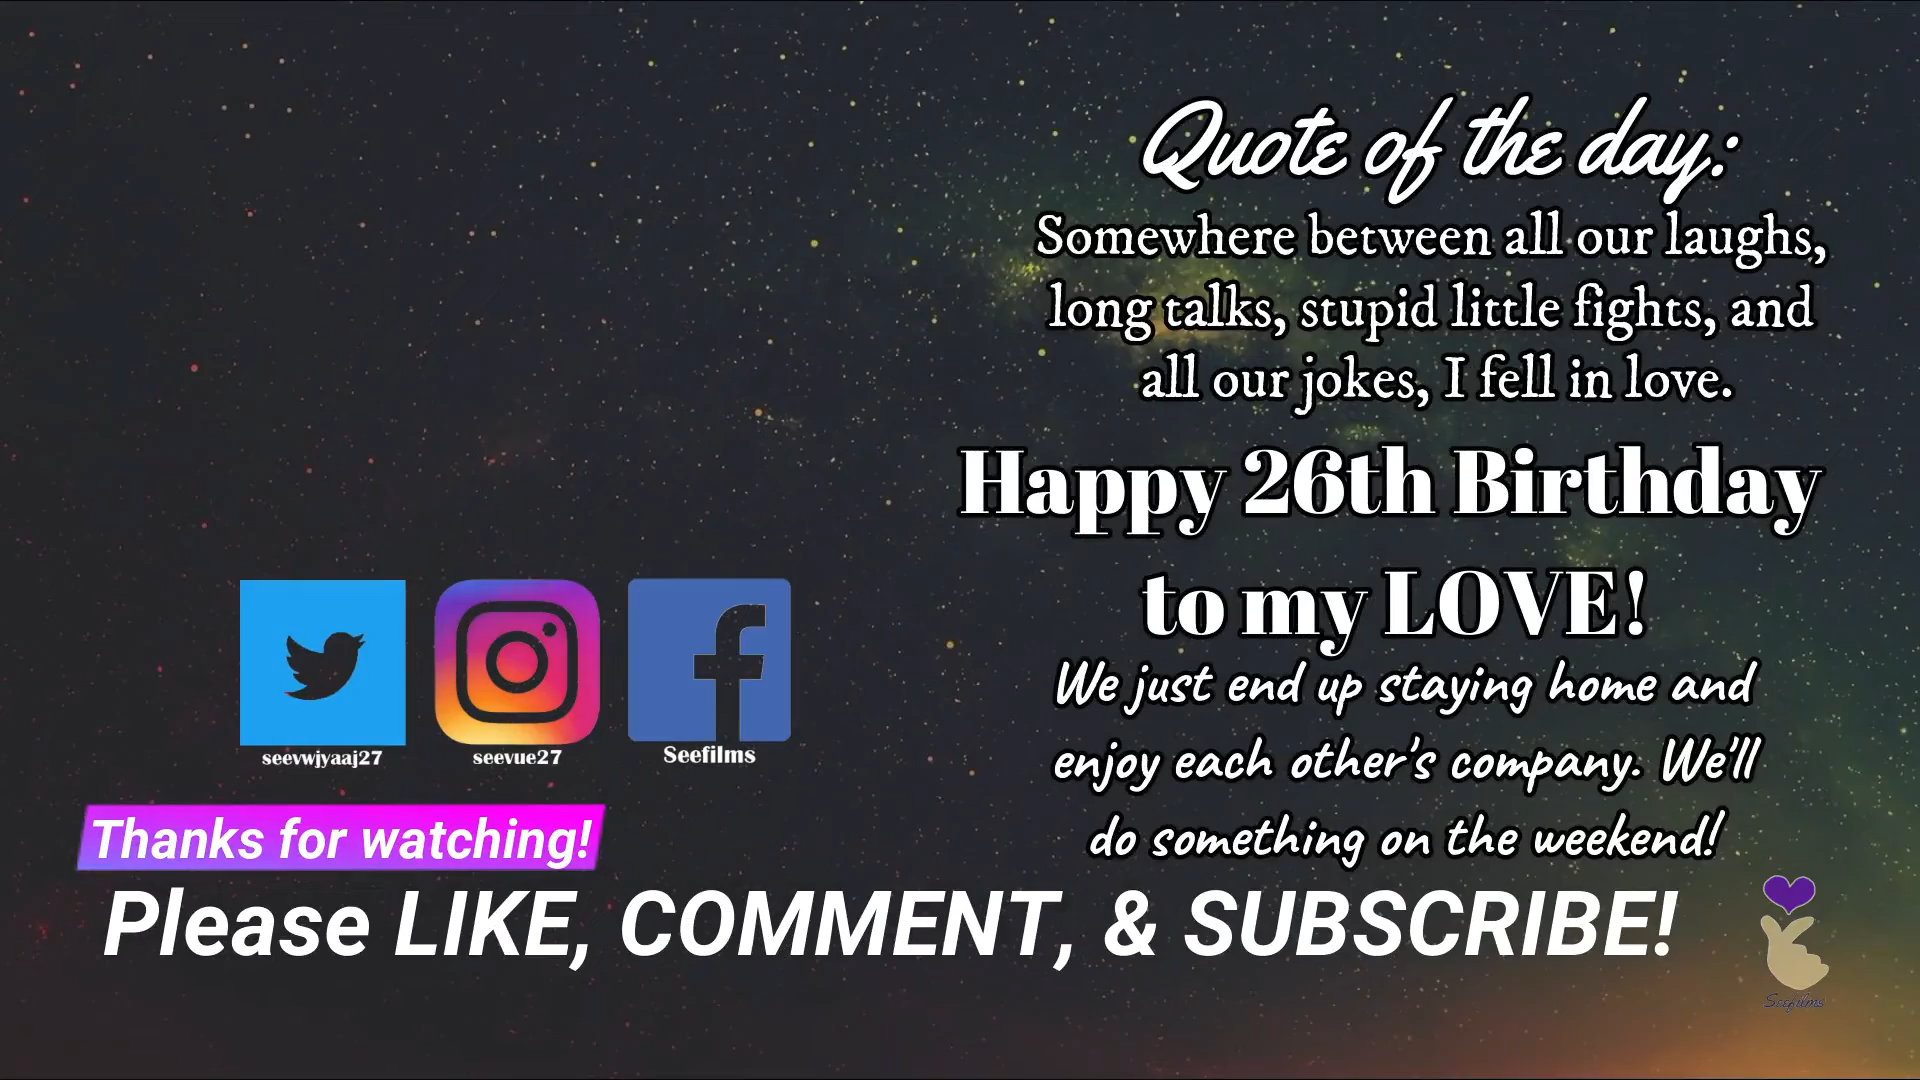 Quote of the day:
Somewhere between all our laughs,
long talks, stupid little fights, and
all our jokes, I fell in love.
Happy 26th Birthday
to my LOVE!
We just end up staying home and
enjoy each other's company. We'll
do something on the weekend!
seevwjyaaj27
seevue27
Seefilms
Thanks for watching!
Please LIKE, COMMENT, & SUBSCRIBE!
Seefilms